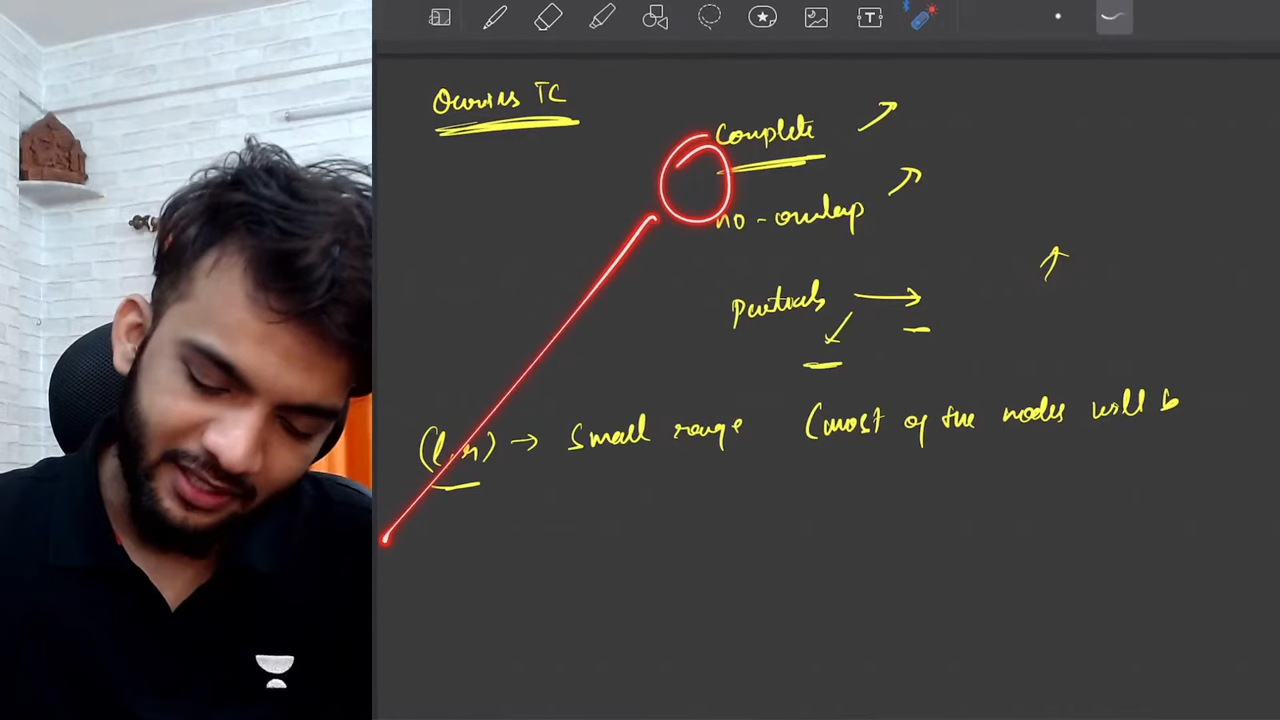 Queries TC
Complete
no-overlap
Partials
(l,r) → Small range (most of the nodes will b